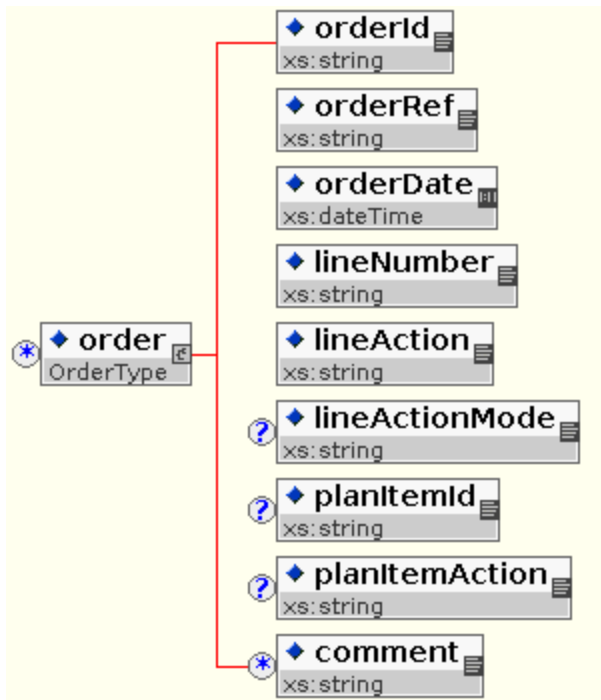 orderId
xs:string
orderRef
xs:string
orderDate
xs:dateTime
lineNumber
xs:string
* order
OrderType
lineAction
xs:string
? lineActionMode
xs:string
? planItemId
xs:string
? planItemAction
xs:string
* comment
xs:string